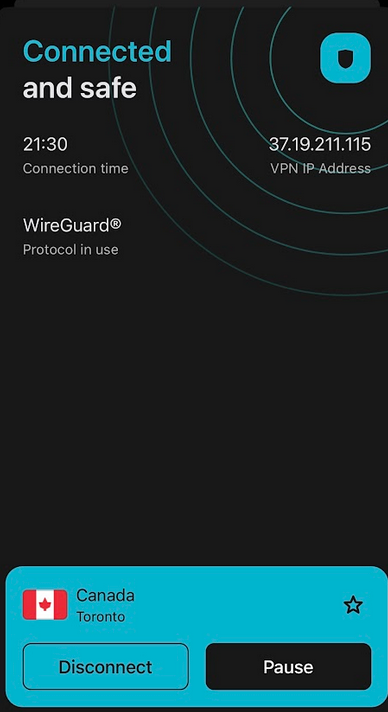 Connected
and safe
21:30
Connection time
37.19.211.115
VPN IP Address
WireGuard®
Protocol in use
Canada
Toronto
Disconnect
Pause